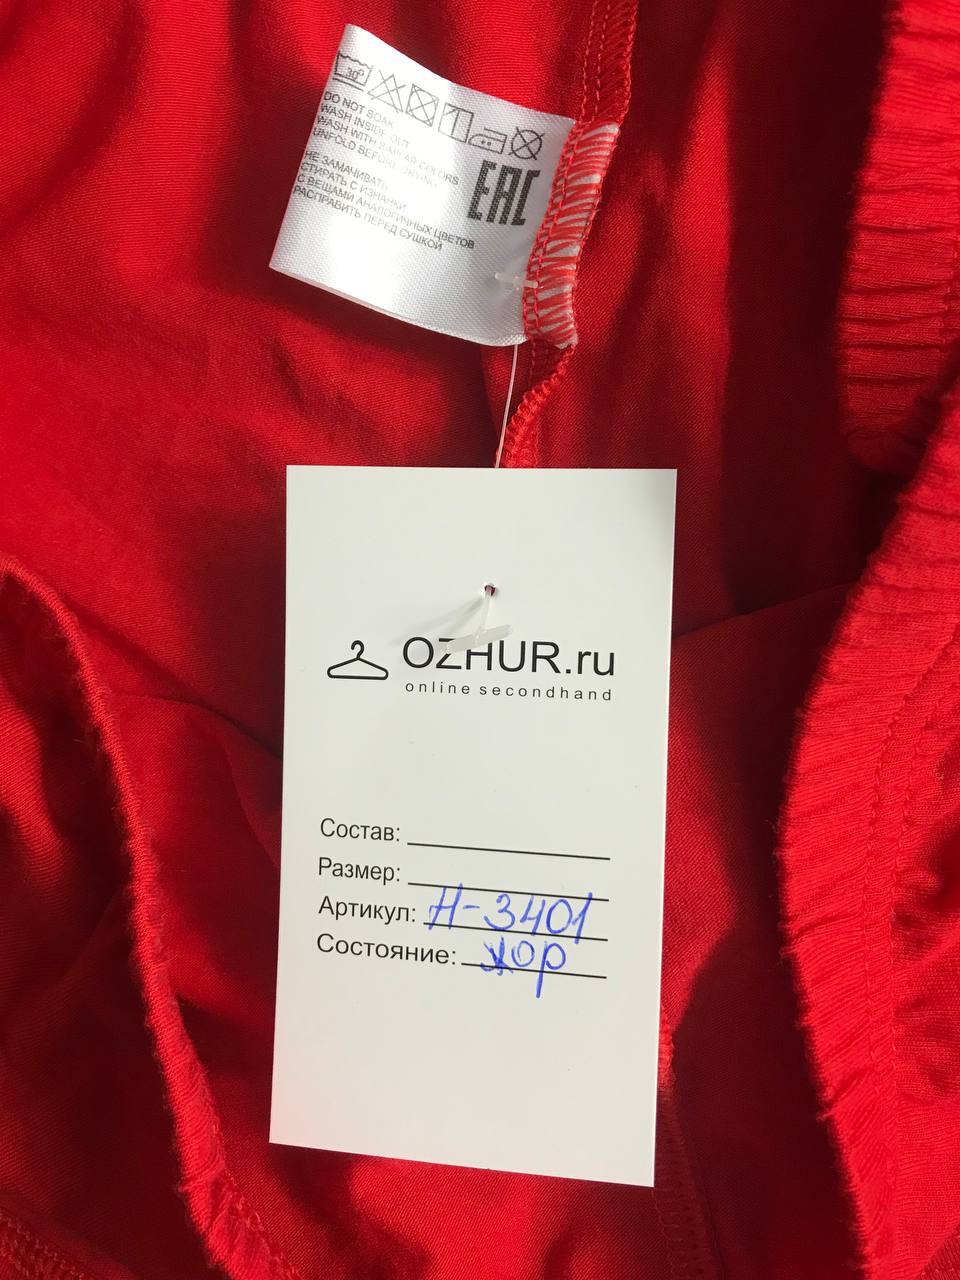 30°
DO NOT SOAK
WASH INSIDE OUT
WASH WITH SIMILAR COLORS
UNFOLD BEFORE DRYING
НЕ ЗАМАЧИВАТЬ
СТИРАТЬ С ИЗНАНКИ
С ВЕЩАМИ АНАЛОГИЧНЫХ ЦВЕТОВ
РАСПРАВИТЬ ПЕРЕД СУШКОЙ
EAC
OZHUR.ru
online secondhand
Состав:
Размер:
Артикул: Н-3401
Состояние: хор